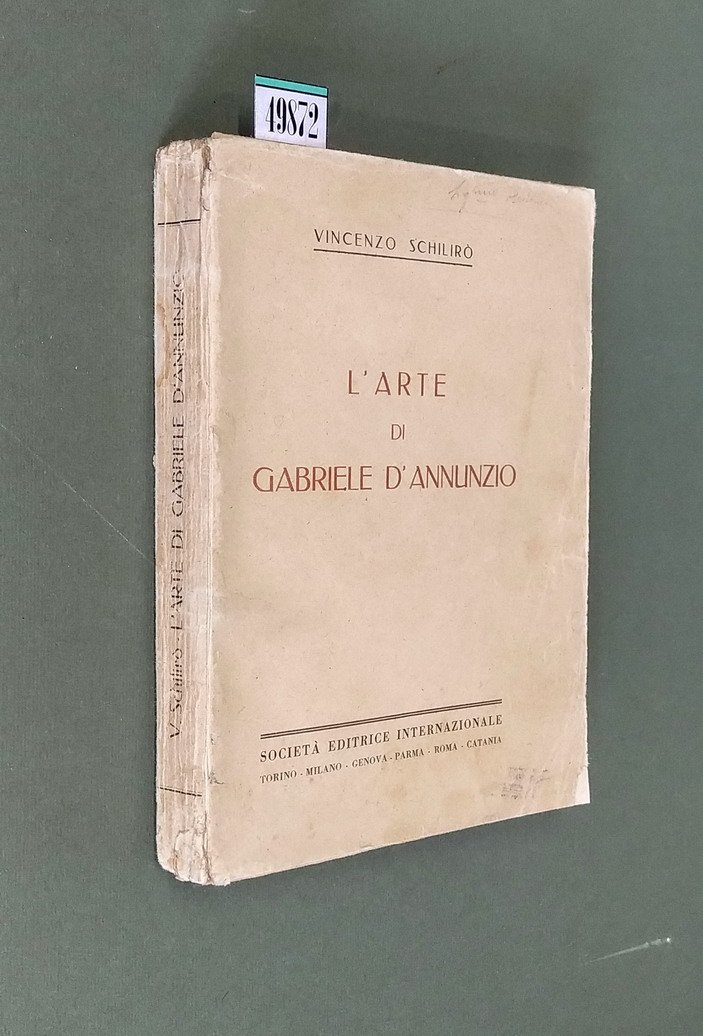 49872
VINCENZO SCHILIRÒ
L'ARTE
DI
GABRIELE D'ANNUNZIO
SOCIETÀ EDITRICE INTERNAZIONALE
TORINO - MILANO - GENOVA - PARMA - ROMA - CATANIA
V. Schilirò - L'ARTE DI GABRIELE D'ANNUNZIO